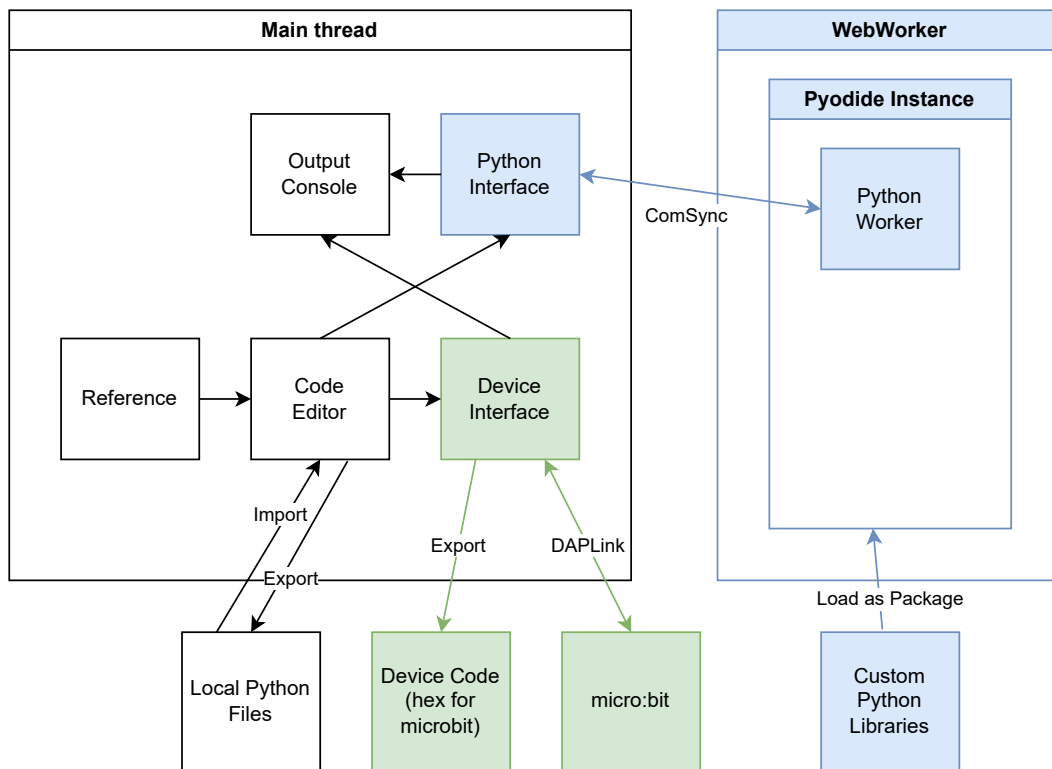 Main thread
WebWorker
Pyodide Instance
Output
Console
Python
Interface
Python
Worker
ComSync
Reference
Code
Editor
Device
Interface
Import
Export
Export
DAPLink
Load as Package
Local Python
Files
Device Code
(hex for
microbit)
micro:bit
Custom
Python
Libraries